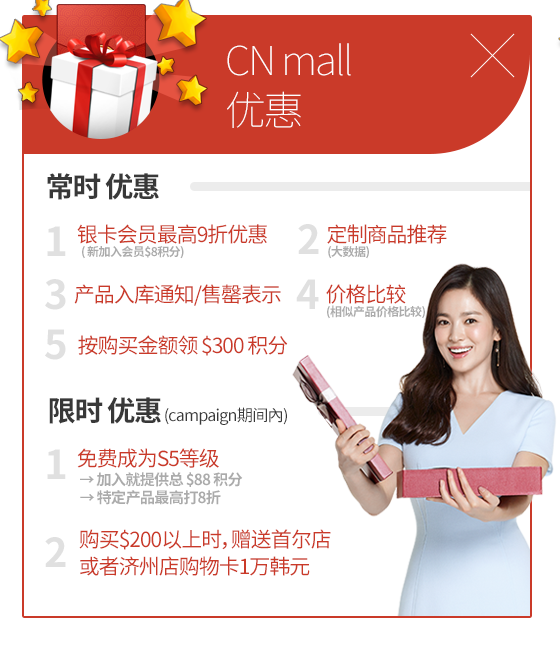 CN mall
优惠
常时 优惠
1 银卡会员最高9折优惠
( 新加入会员$8积分)
2 定制商品推荐
(大数据)
3 产品入库通知/售罄表示
4 价格比较
(相似产品价格比较)
5 按购买金额领 $300 积分
限时 优惠 (campaign期间內)
1 免费成为S5等级
→ 加入就提供总 $88 积分
→ 特定产品最高打8折
2 购买$200以上时, 赠送首尔店
或者济州店购物卡1万韩元